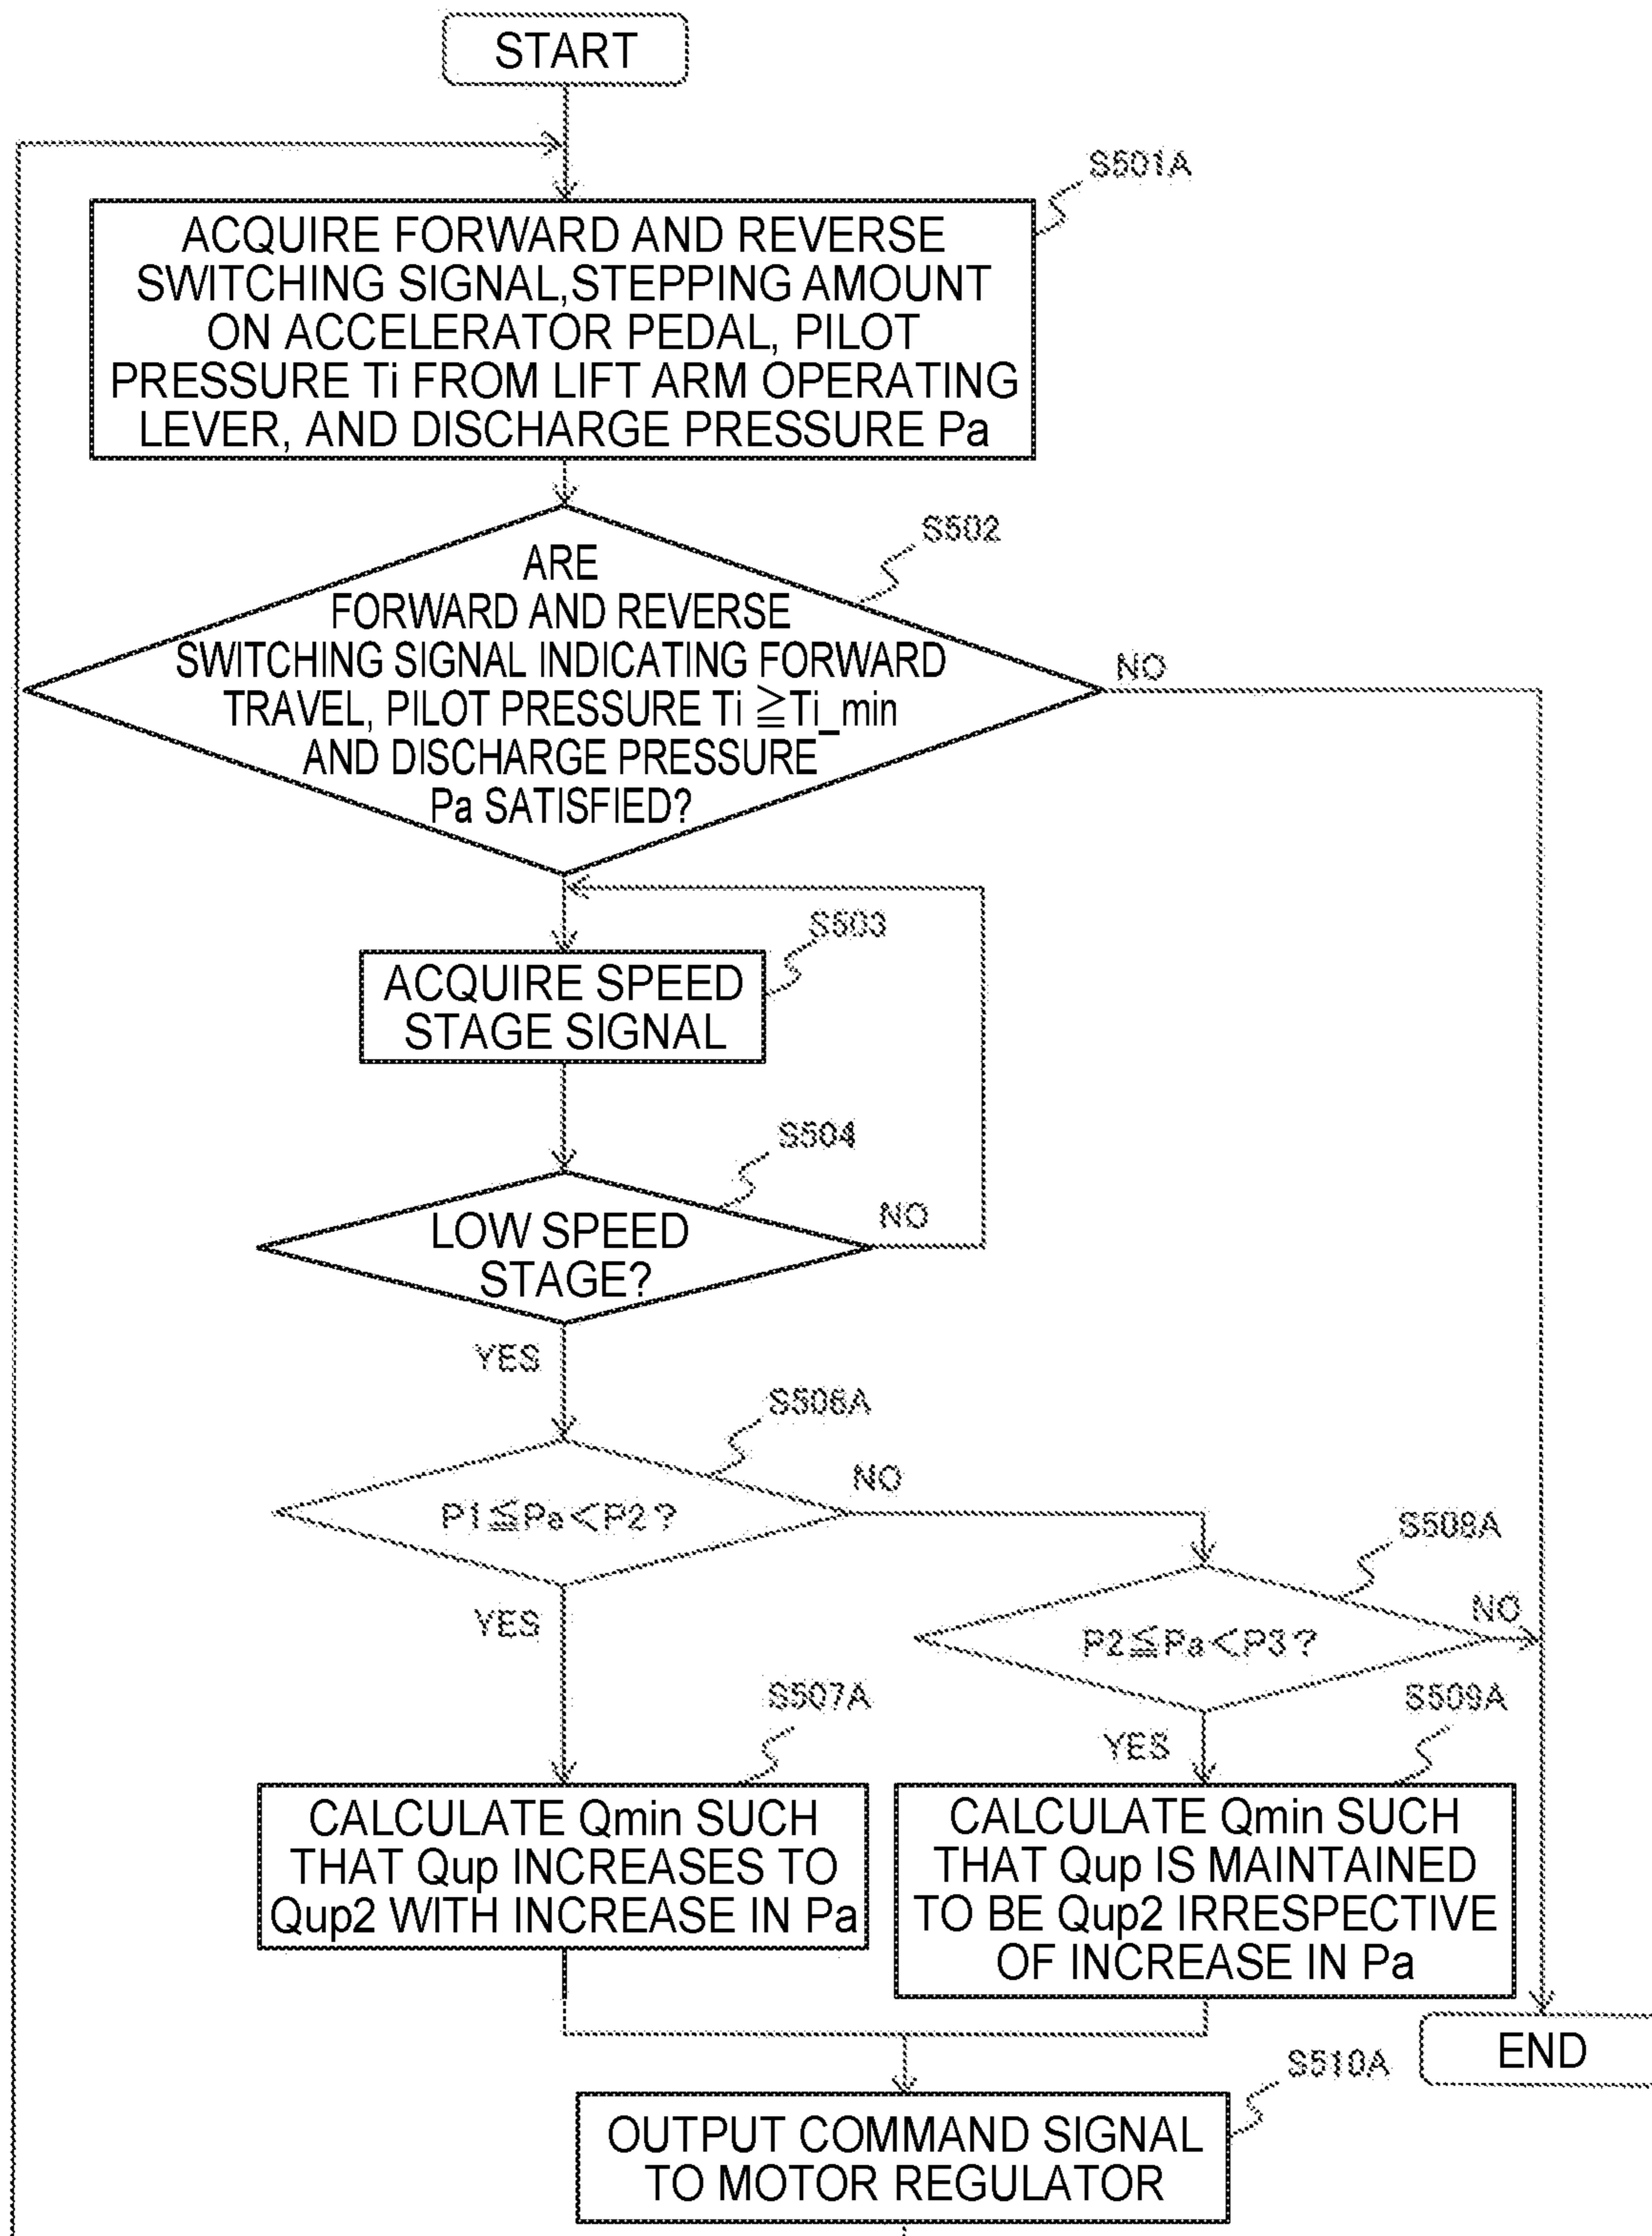 START
S501A
ACQUIRE FORWARD AND REVERSE
SWITCHING SIGNAL,STEPPING AMOUNT
ON ACCELERATOR PEDAL, PILOT
PRESSURE Ti FROM LIFT ARM OPERATING
LEVER, AND DISCHARGE PRESSURE Pa
S502
ARE
FORWARD AND REVERSE
SWITCHING SIGNAL INDICATING FORWARD
TRAVEL, PILOT PRESSURE Ti ≧Ti_min
AND DISCHARGE PRESSURE
Pa SATISFIED?
NO
S503
ACQUIRE SPEED
STAGE SIGNAL
S504
LOW SPEED
STAGE?
NO
YES
S506A
P1≦Pa<P2?
NO
YES
S508A
P2≦Pa<P3?
NO
YES
S507A
CALCULATE Qmin SUCH
THAT Qup INCREASES TO
Qup2 WITH INCREASE IN Pa
S509A
CALCULATE Qmin SUCH
THAT Qup IS MAINTAINED
TO BE Qup2 IRRESPECTIVE
OF INCREASE IN Pa
END
S510A
OUTPUT COMMAND SIGNAL
TO MOTOR REGULATOR